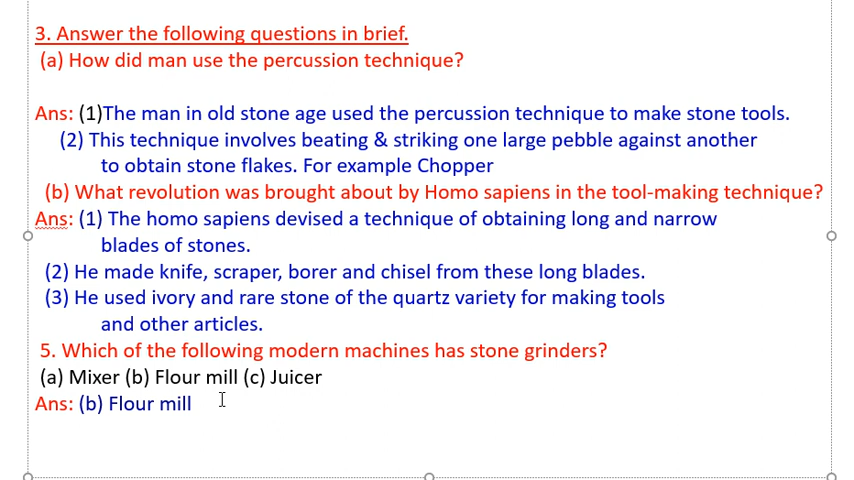 3. Answer the following questions in brief.
(a) How did man use the percussion technique?
Ans: (1)The man in old stone age used the percussion technique to make stone tools.
(2) This technique involves beating & striking one large pebble against another
to obtain stone flakes. For example Chopper
(b) What revolution was brought about by Homo sapiens in the tool-making technique?
Ans: (1) The homo sapiens devised a technique of obtaining long and narrow
blades of stones.
(2) He made knife, scraper, borer and chisel from these long blades.
(3) He used ivory and rare stone of the quartz variety for making tools
and other articles.
5. Which of the following modern machines has stone grinders?
(a) Mixer (b) Flour mill (c) Juicer
Ans: (b) Flour mill